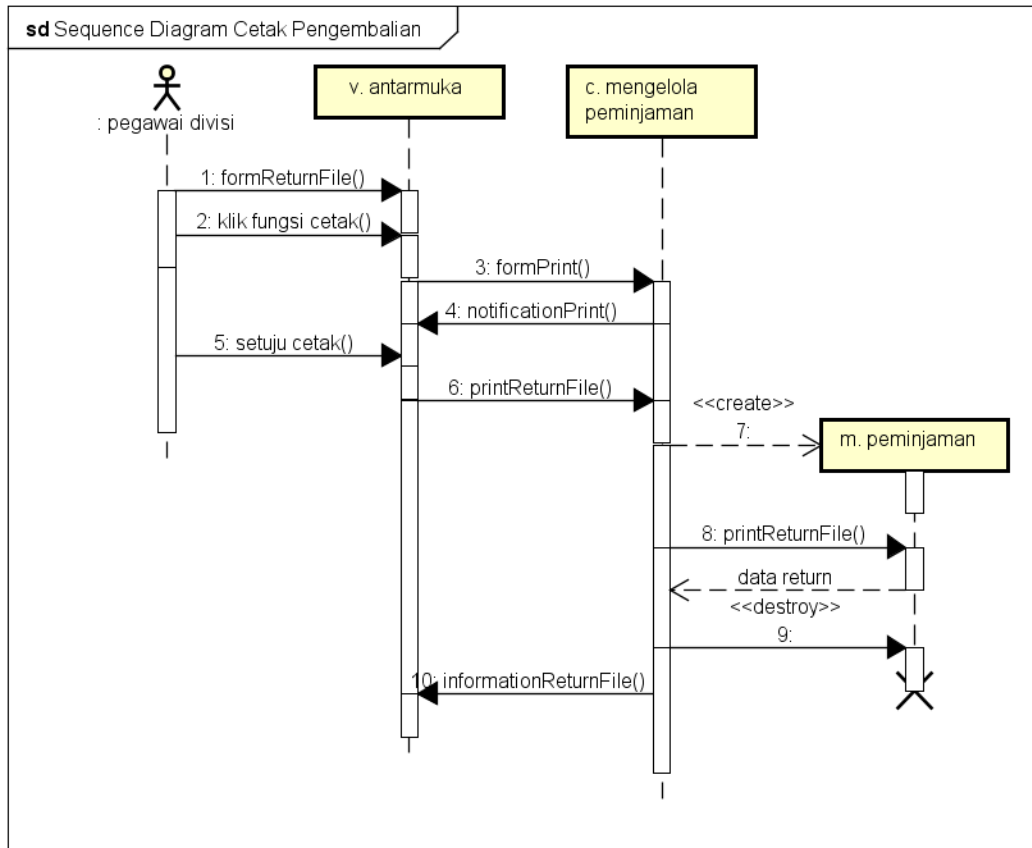 sd Sequence Diagram Cetak Pengembalian
: pegawai divisi
v. antarmuka
c. mengelola
peminjaman
1: formReturnFile()
2: klik fungsi cetak()
3: formPrint()
4: notificationPrint()
5: setuju cetak()
6: printReturnFile()
<<create>>
7:
m. peminjaman
8: printReturnFile()
data return
<<destroy>>
9:
10: informationReturnFile()